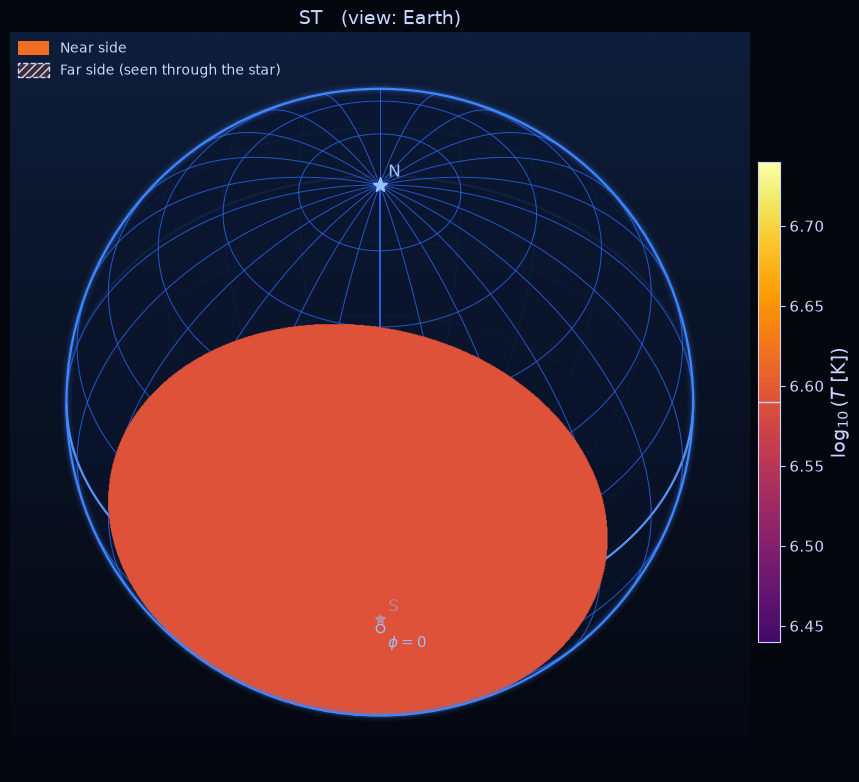 ST (view: Earth)
Near side
Far side (seen through the star)
N
S
ϕ = 0
6.70
6.65
6.60
6.55
6.50
6.45
log₁₀(T [K])